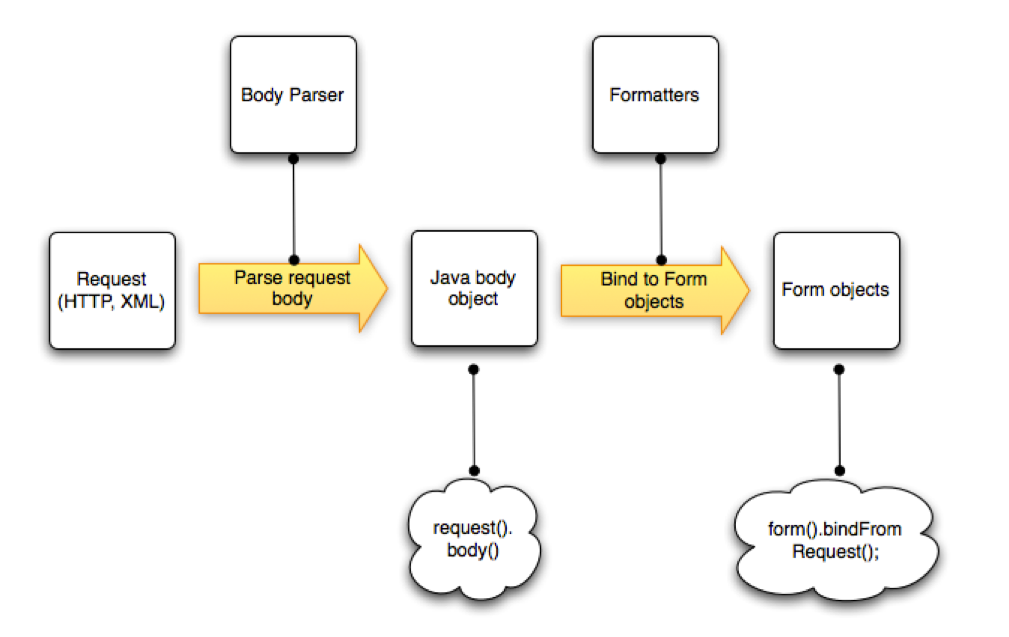 Body Parser
Formatters
Request
(HTTP, XML)
Parse request
body
Java body
object
Bind to Form
objects
Form objects
request().
body()
form().bindFrom
Request();